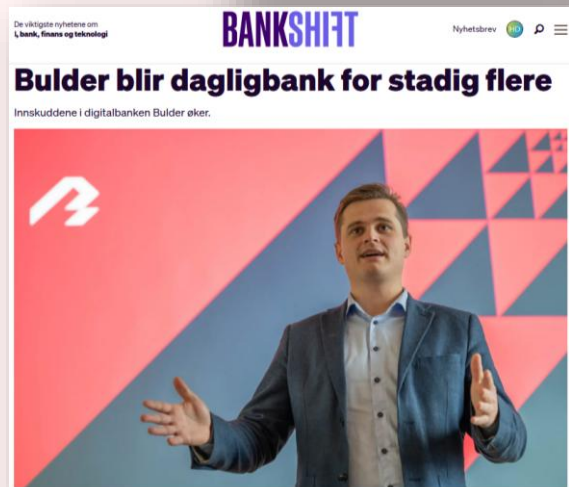 De viktigste nyhetene om
i, bank, finans og teknologi
BANKSHIFT
Nyhetsbrev
HO
Bulder blir dagligbank for stadig flere
Innskuddene i digitalbanken Bulder øker.